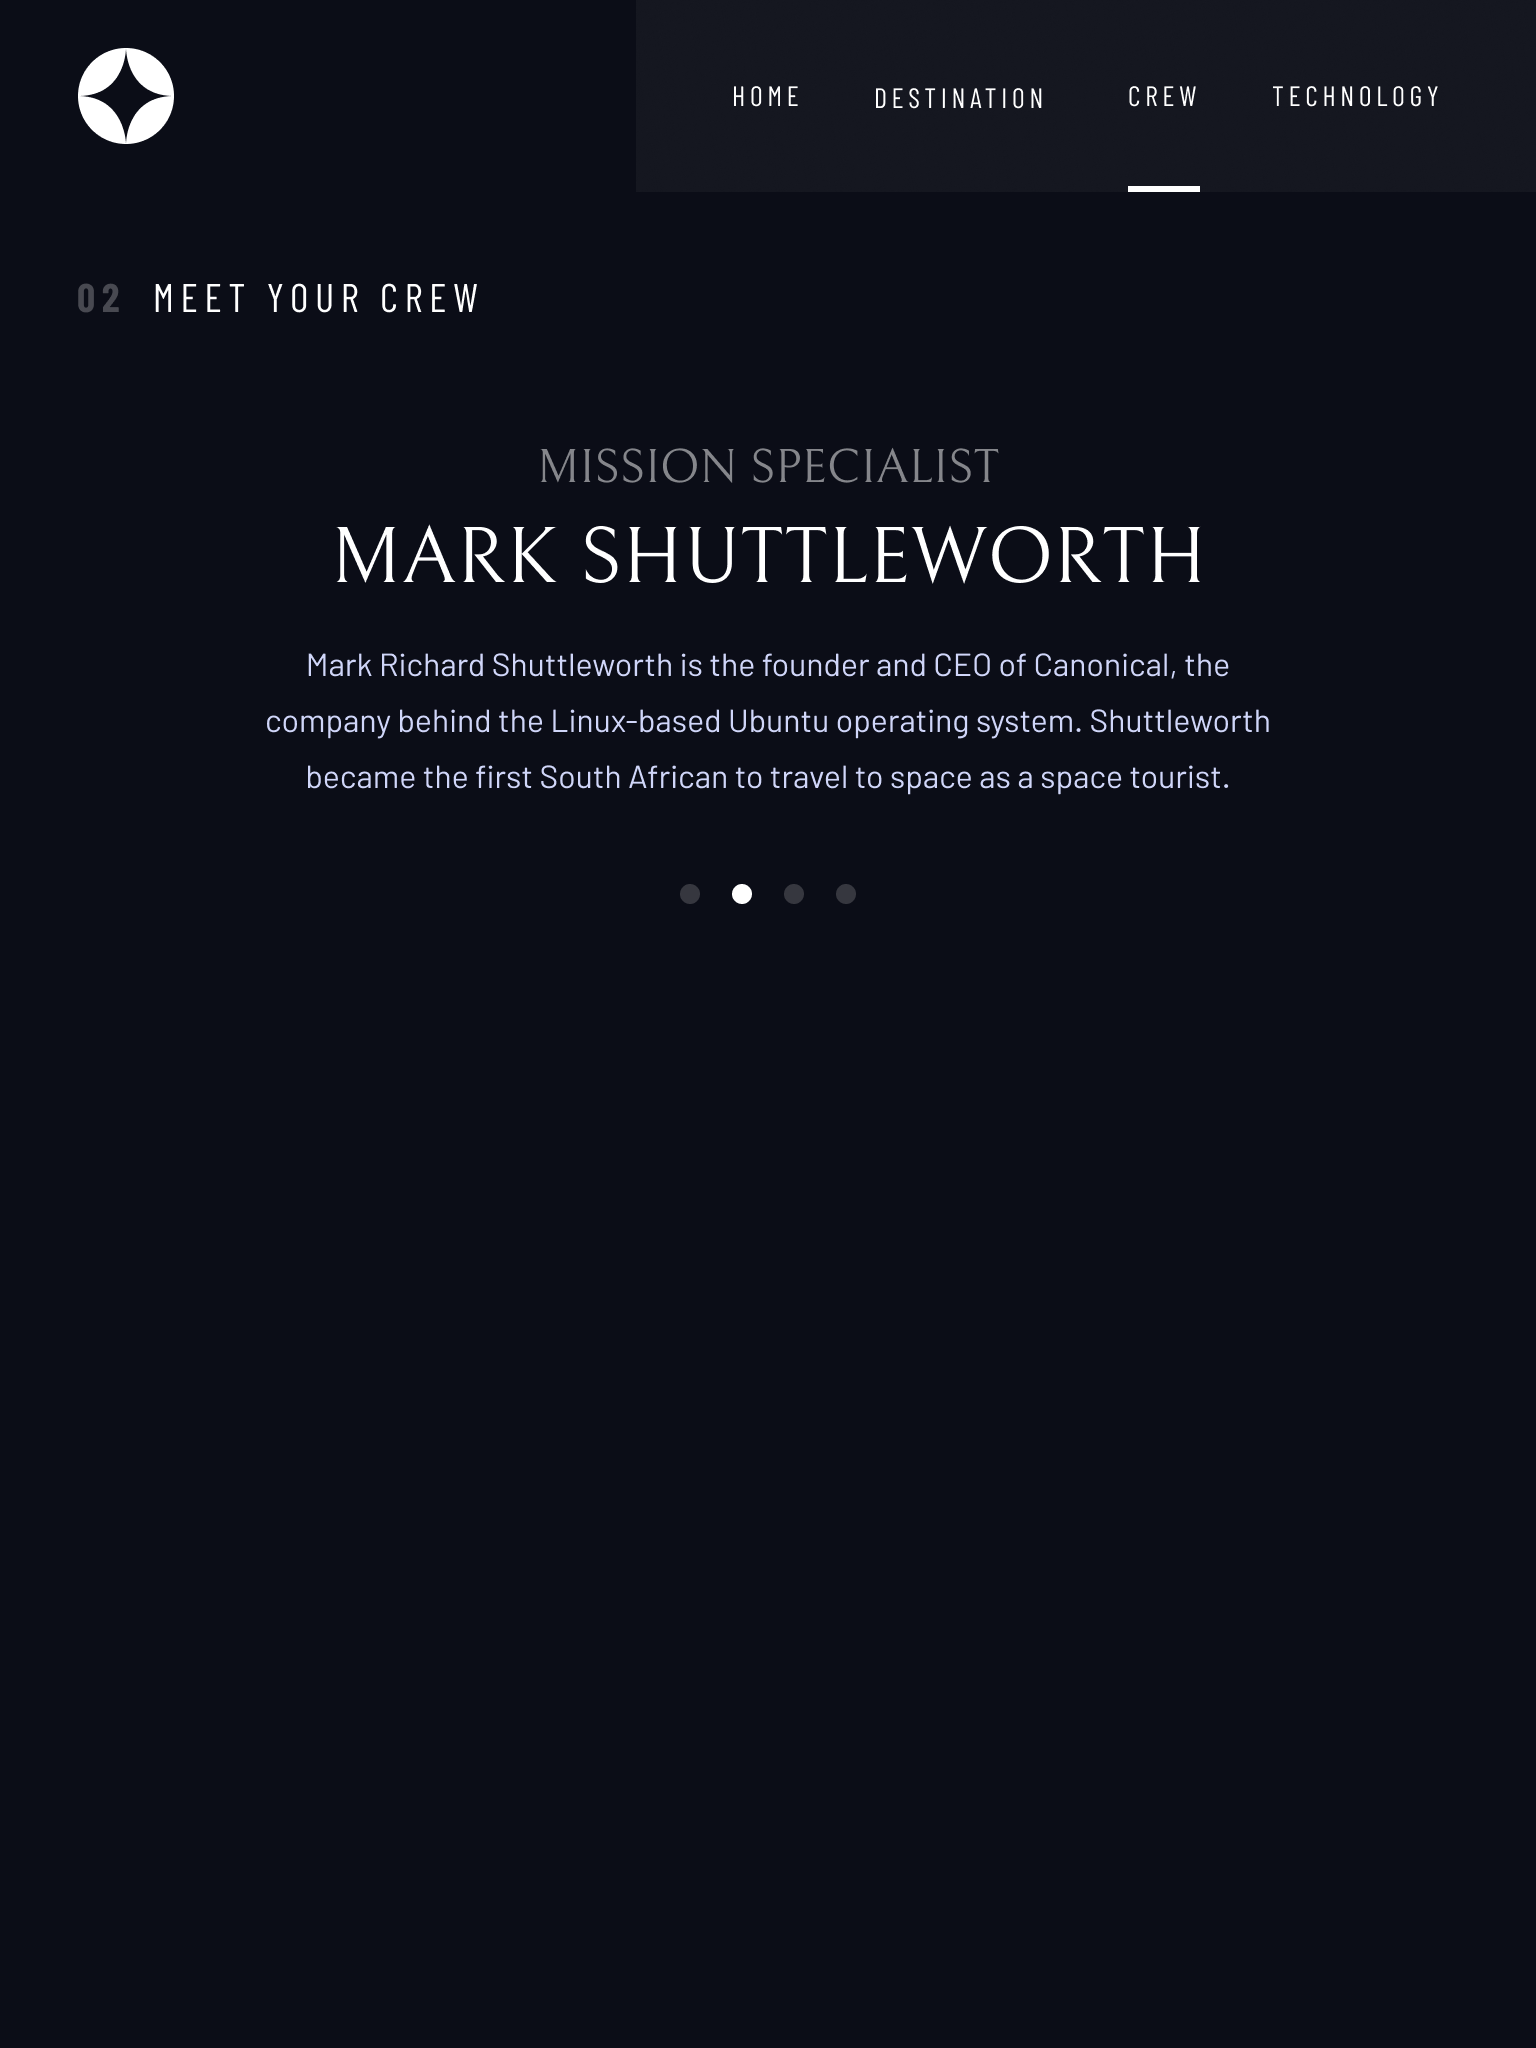 HOME DESTINATION CREW TECHNOLOGY
02 MEET YOUR CREW
MISSION SPECIALIST
MARK SHUTTLEWORTH
Mark Richard Shuttleworth is the founder and CEO of Canonical, the
company behind the Linux-based Ubuntu operating system. Shuttleworth
became the first South African to travel to space as a space tourist.